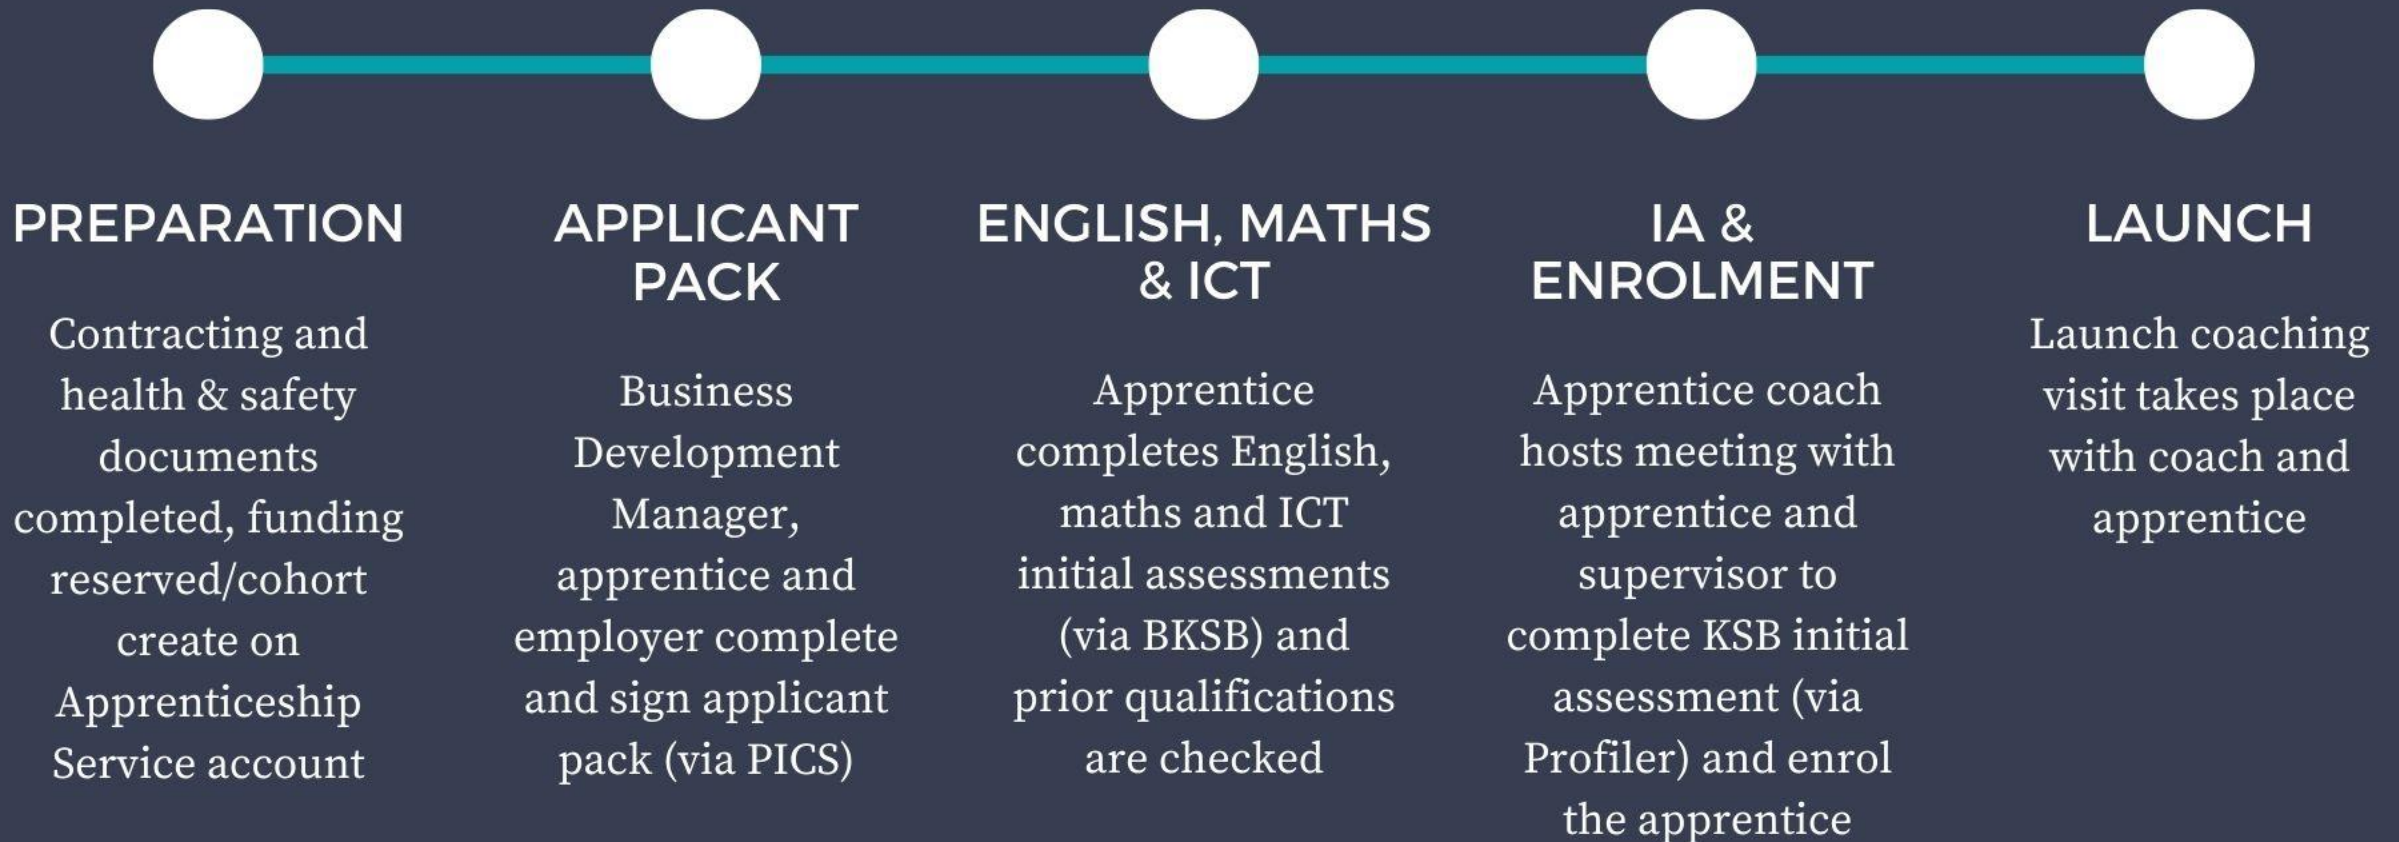 PREPARATION
Contracting and
health & safety
documents
completed, funding
reserved/cohort
create on
Apprenticeship
Service account
APPLICANT
PACK
Business
Development
Manager,
apprentice and
employer complete
and sign applicant
pack (via PICS)
ENGLISH, MATHS
& ICT
Apprentice
completes English,
maths and ICT
initial assessments
(via BKSB) and
prior qualifications
are checked
IA &
ENROLMENT
Apprentice coach
hosts meeting with
apprentice and
supervisor to
complete KSB initial
assessment (via
Profiler) and enrol
the apprentice
LAUNCH
Launch coaching
visit takes place
with coach and
apprentice